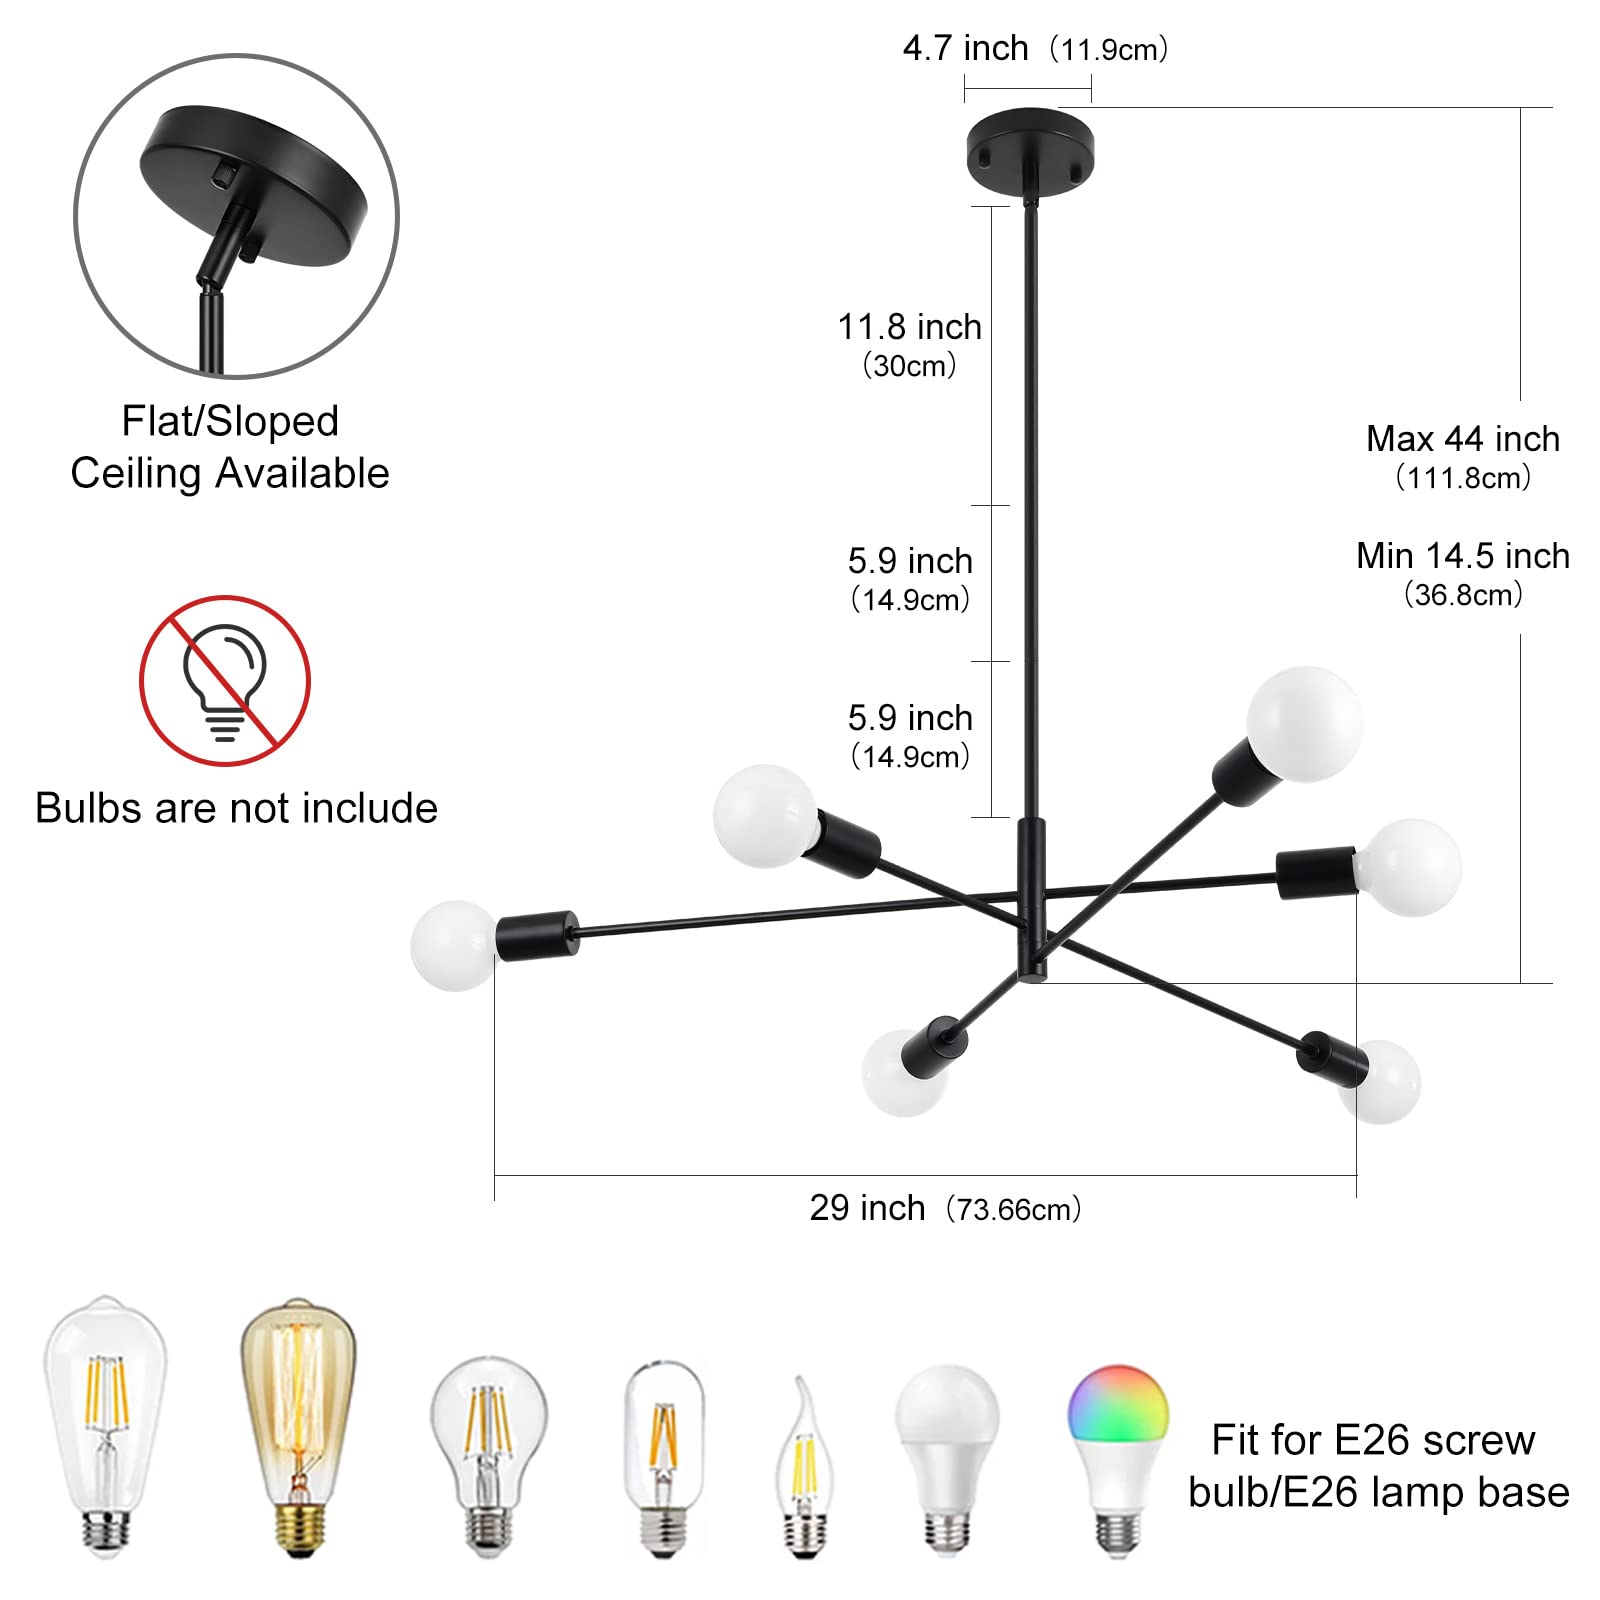 4.7 inch（11.9cm）
Flat/Sloped
Ceiling Available
11.8 inch
（30cm）
Max 44 inch
（111.8cm）
5.9 inch
（14.9cm）
Min 14.5 inch
（36.8cm）
5.9 inch
（14.9cm）
Bulbs are not include
29 inch（73.66cm）
Fit for E26 screw
bulb/E26 lamp base